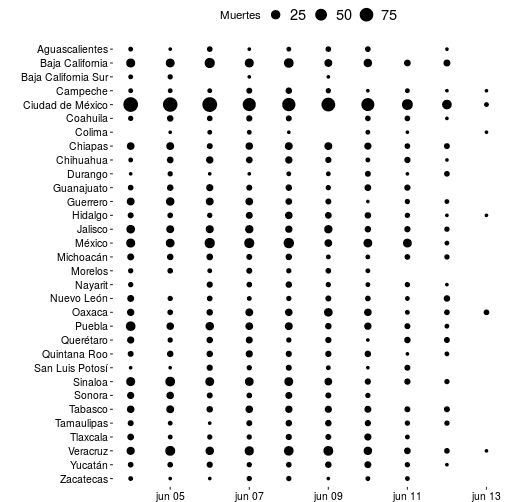 Muertes 25 50 75
Aguascalientes
Baja California
Baja California Sur
Campeche
Ciudad de México
Coahuila
Colima
Chiapas
Chihuahua
Durango
Guanajuato
Guerrero
Hidalgo
Jalisco
México
Michoacán
Morelos
Nayarit
Nuevo León
Oaxaca
Puebla
Querétaro
Quintana Roo
San Luis Potosí
Sinaloa
Sonora
Tabasco
Tamaulipas
Tlaxcala
Veracruz
Yucatán
Zacatecas
jun 05 jun 07 jun 09 jun 11 jun 13